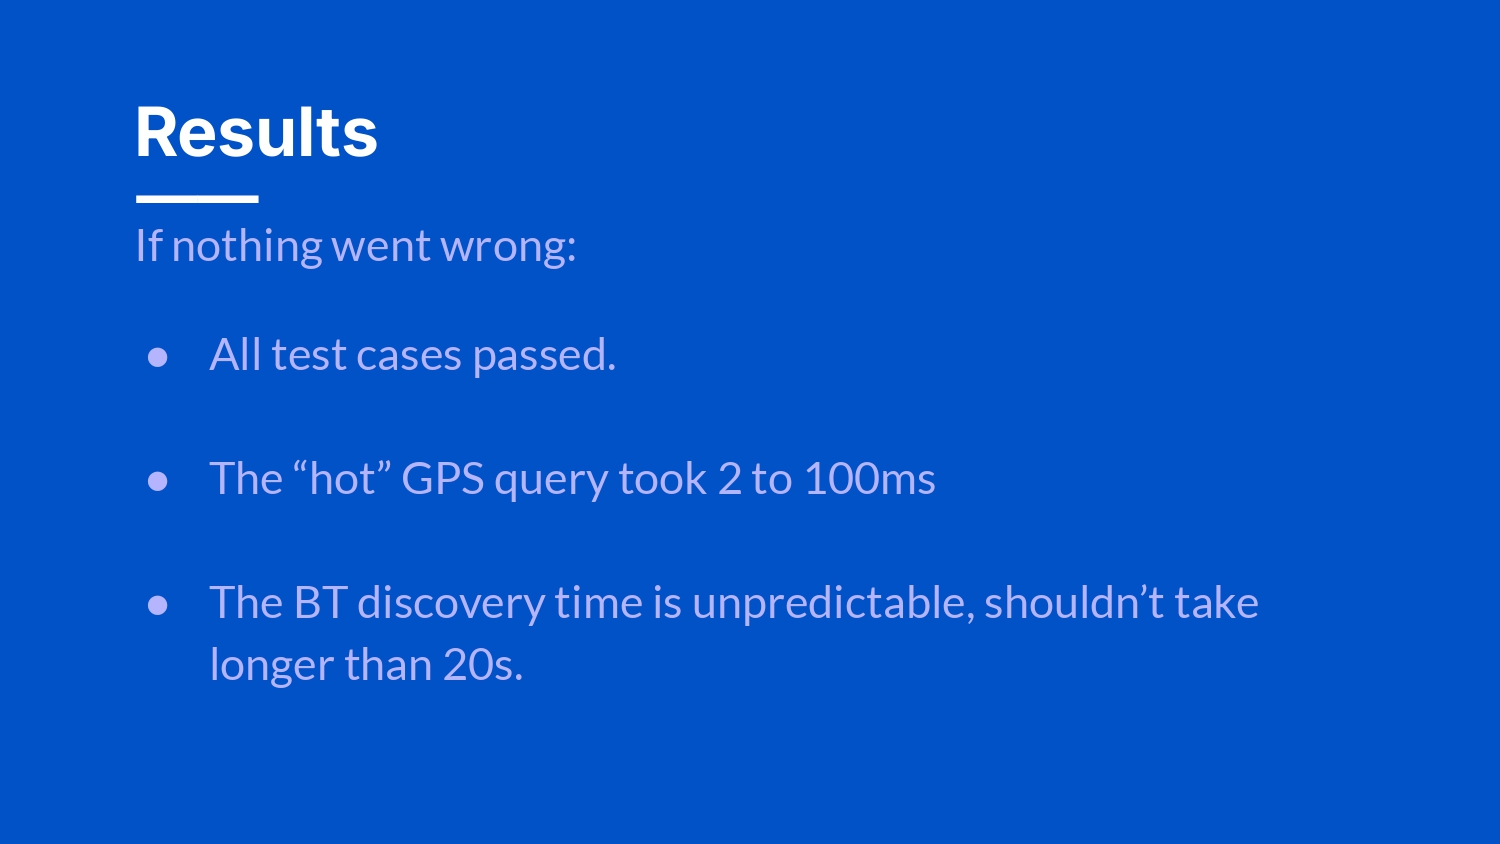 Results
If nothing went wrong:
● All test cases passed.
● The “hot” GPS query took 2 to 100ms
● The BT discovery time is unpredictable, shouldn’t take
longer than 20s.